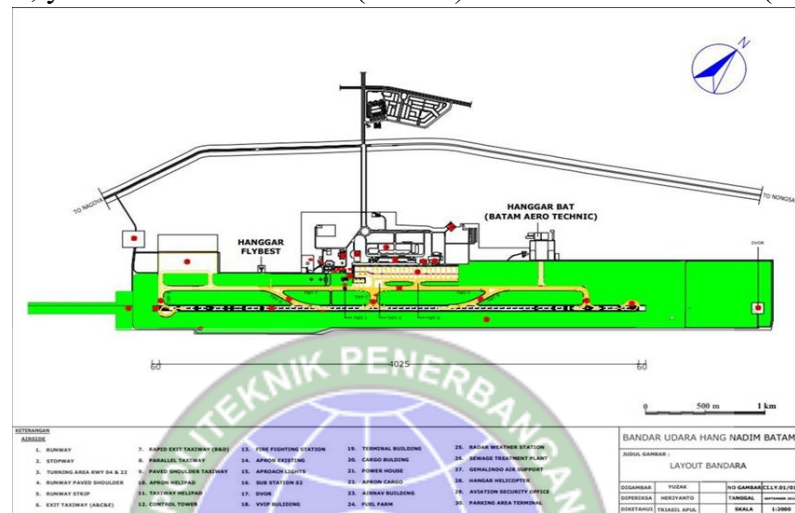 TO NAGOYA
TO NONGSA
HANGGAR BAT
(BATAM AERO TECHNIC)
HANGGAR
FLYBEST
DVOR
60
4025
60
0 500 m 1 km
TEKNIK PENERBANGAN
KETERANGAN
AIRSIDE
1. RUNWAY
2. STOPWAY
3. TURNING AREA RWY 04 & 22
4. RUNWAY PAVED SHOULDER
5. RUNWAY STRIP
6. EXIT TAXIWAY (A&C&E)
7. RAPID EXIT TAXIWAY (B&D)
8. PARALLEL TAXIWAY
9. PAVED SHOULDER TAXIWAY
10. APRON HELIPAD
11. TAXIWAY HELIPAD
12. CONTROL TOWER
13. FIRE FIGHTING STATION
14. APRON EXISTING
15. APROACH LIGHTS
16. SUB STATION S2
17. DVOR
18. VVIP BULIDING
19. TERMINAL BUILDING
20. CARGO BULDING
21. POWER HOUSE
22. APRON CARGO
23. AIRNAV BUILDING
24. FUEL FARM
25. RADAR WEATHER STATION
26. SEWAGE TREATMENT PLANT
27. GEMALINDO AIR SUPPORT
28. HANGAR HELICOPTER
29. AVIATION SECURITY OFFICE
30. PARKING AREA TERMINAL
BANDAR UDARA HANG NADIM BATAM
JUDUL GAMBAR :
LAYOUT BANDARA
DIGAMBAR YUZAK NO GAMBAR C.I.LY.01/01
DIPERIKSA HERIYANTO TANGGAL
DIKETAHUI TRIASIL APUL SKALA 1:2000